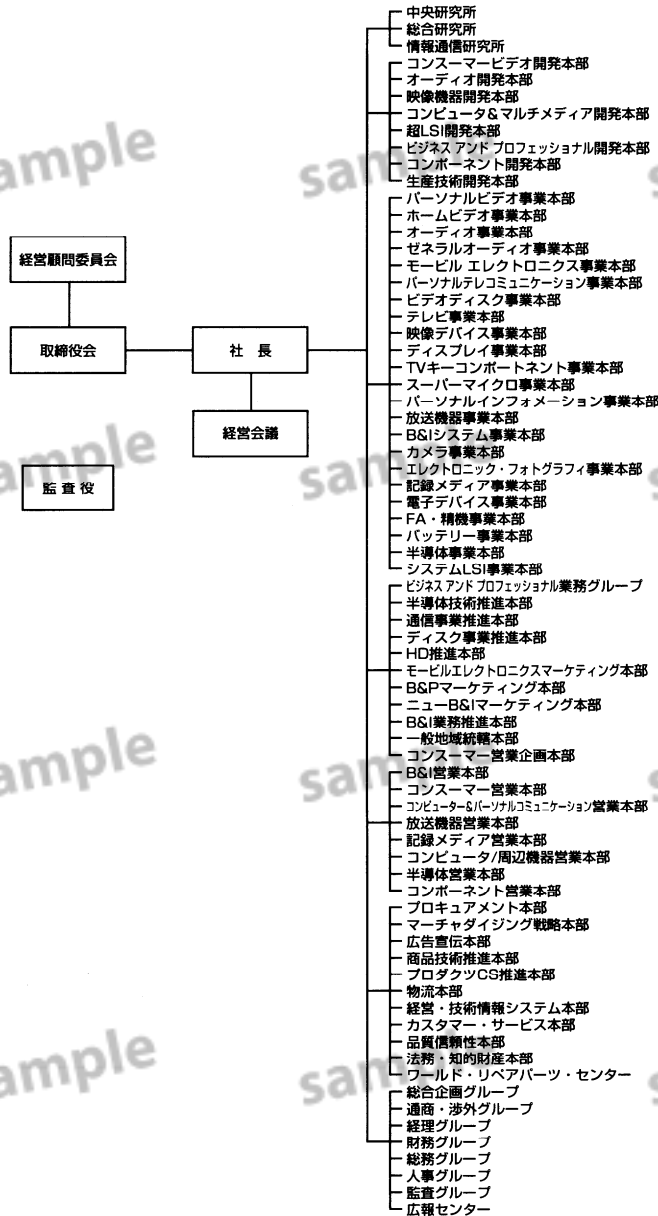 経営顧問委員会
取締役会
社 長
経営会議
監査役
中央研究所
総合研究所
情報通信研究所
コンスーマービデオ開発本部
オーディオ開発本部
映像機器開発本部
コンピュータ&マルチメディア開発本部
超LSI開発本部
ビジネス アンド プロフェッショナル開発本部
コンポーネント開発本部
生産技術開発本部
パーソナルビデオ事業本部
ホームビデオ事業本部
オーディオ事業本部
ゼネラルオーディオ事業本部
モービル エレクトロニクス事業本部
パーソナルテレコミュニケーション事業本部
ビデオディスク事業本部
テレビ事業本部
映像デバイス事業本部
ディスプレイ事業本部
TVキーコンポートネント事業本部
スーパーマイクロ事業本部
パーソナルインフォメーション事業本部
放送機器事業本部
B&Iシステム事業本部
カメラ事業本部
エレクトロニック・フォトグラフィ事業本部
記録メディア事業本部
電子デバイス事業本部
FA・精機事業本部
バッテリー事業本部
半導体事業本部
システムLSI事業本部
ビジネス アンド プロフェッショナル業務グループ
半導体技術推進本部
通信事業推進本部
ディスク事業推進本部
HD推進本部
モービルエレクトロニクスマーケティング本部
B&Pマーケティング本部
ニューB&Iマーケティング本部
B&I業務推進本部
一般地域統轄本部
コンスーマー営業企画本部
B&I営業本部
コンスーマー営業本部
コンピューター&パーソナルコミュニケーション営業本部
放送機器営業本部
記録メディア営業本部
コンピュータ/周辺機器営業本部
半導体営業本部
コンポーネント営業本部
プロキュアメント本部
マーチャダイジング戦略本部
広告宣伝本部
商品技術推進本部
プロダクツCS推進本部
物流本部
経営・技術情報システム本部
カスタマー・サービス本部
品質信頼性本部
法務・知的財産本部
ワールド・リペアパーツ・センター
総合企画グループ
通商・渉外グループ
経理グループ
財務グループ
総務グループ
人事グループ
監査グループ
広報センター
sample
sample
sample
sample
sample
sample
sample
sample